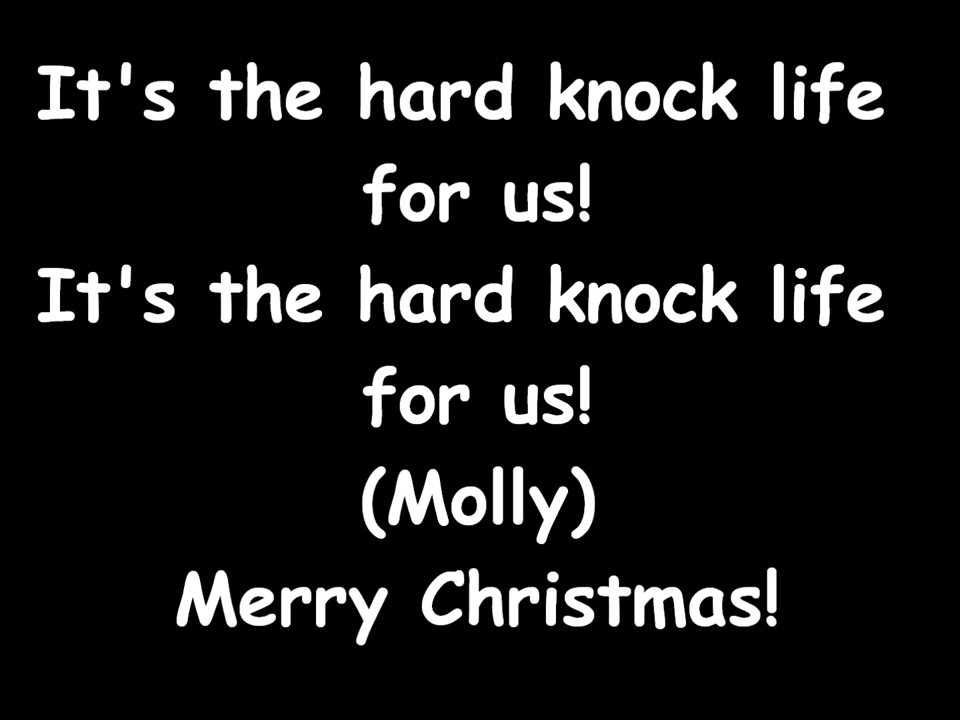 It's the hard knock life
for us!
It's the hard knock life
for us!
(Molly)
Merry Christmas!